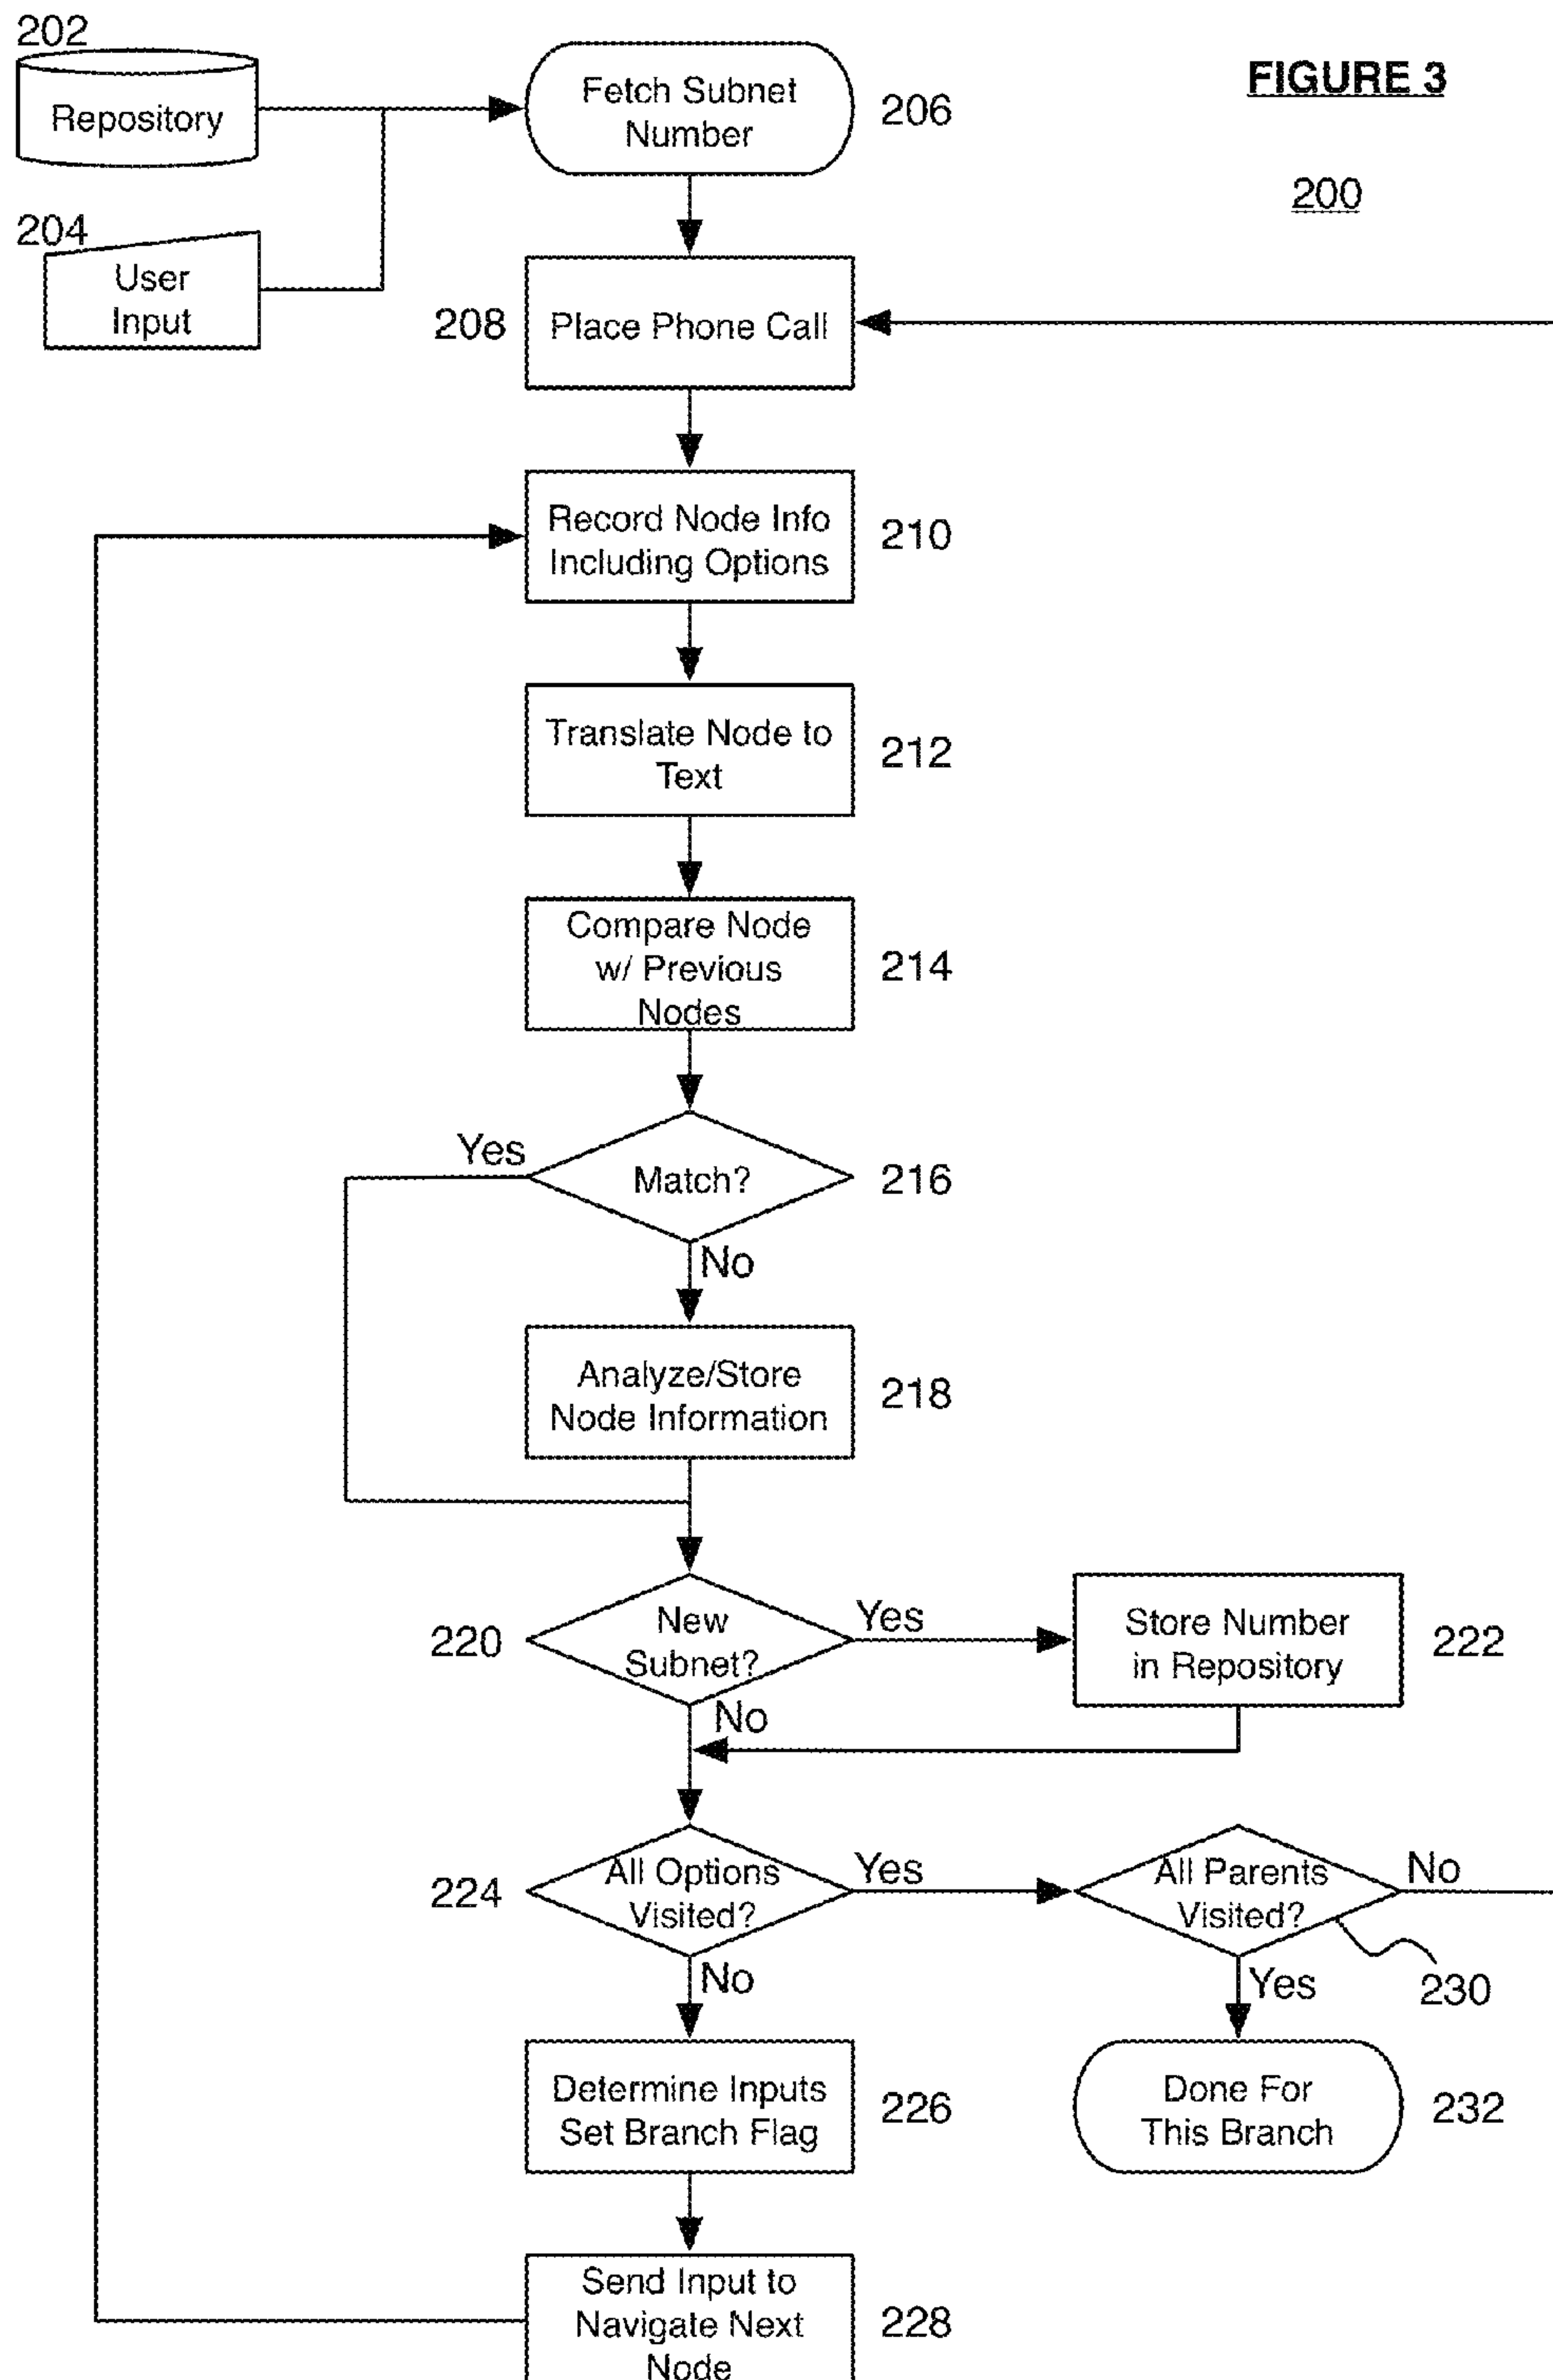 202
Repository
204
User
Input
Fetch Subnet
Number
206
FIGURE 3
200
208
Place Phone Call
Record Node Info
Including Options
210
Translate Node to
Text
212
Compare Node
w/ Previous
Nodes
214
Yes
Match?
216
No
Analyze/Store
Node Information
218
220
New
Subnet?
Yes
Store Number
in Repository
222
No
224
All Options
Visited?
Yes
All Parents
Visited?
No
230
No
Yes
Determine Inputs
Set Branch Flag
226
Done For
This Branch
232
Send Input to
Navigate Next
Node
228